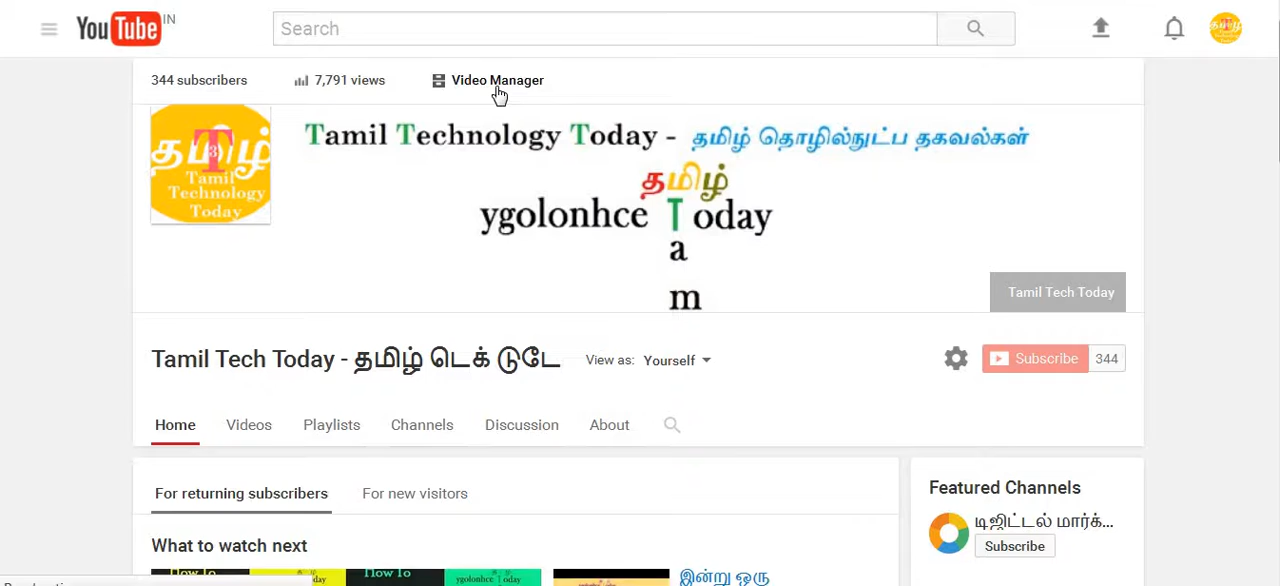 YouTube IN
Search
344 subscribers 7,791 views Video Manager
Tamil Technology Today - தமிழ் தொழில்நுட்ப தகவல்கள்
தமிழ்
Tamil
Technology
Today
தமிழ்
ygolonhce T oday
a
m
Tamil Tech Today
Tamil Tech Today - தமிழ் டெக் டுடே View as: Yourself
Subscribe 344
Home Videos Playlists Channels Discussion About
For returning subscribers For new visitors
Featured Channels
டிஜிட்டல் மார்க்...
Subscribe
What to watch next
இன்று ஒரு
How To
How To
ygolonhce Today